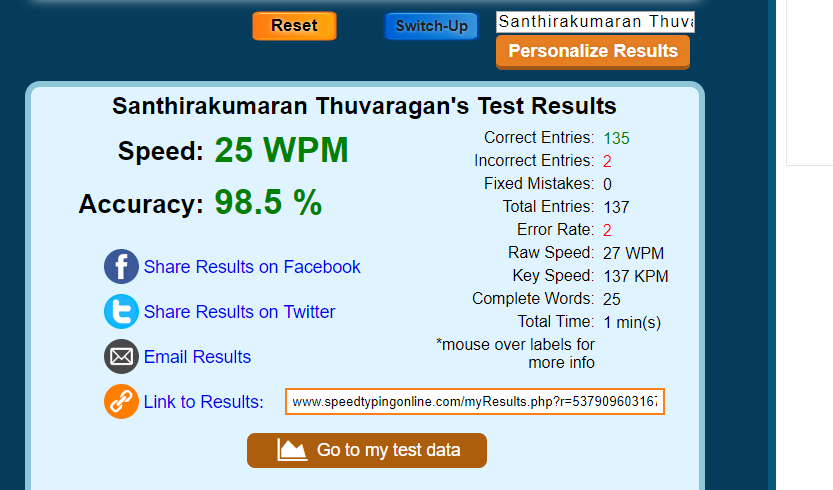 Reset
Switch-Up
Santhirakumaran Thuva
Personalize Results
Santhirakumaran Thuvaragan's Test Results
Speed: 25 WPM
Accuracy: 98.5 %
Correct Entries: 135
Incorrect Entries: 2
Fixed Mistakes: 0
Total Entries: 137
Error Rate: 2
Raw Speed: 27 WPM
Key Speed: 137 KPM
Complete Words: 25
Total Time: 1 min(s)
*mouse over labels for
more info
Share Results on Facebook
Share Results on Twitter
Email Results
Link to Results: www.speedtypingonline.com/myResults.php?r=537909603167
Go to my test data